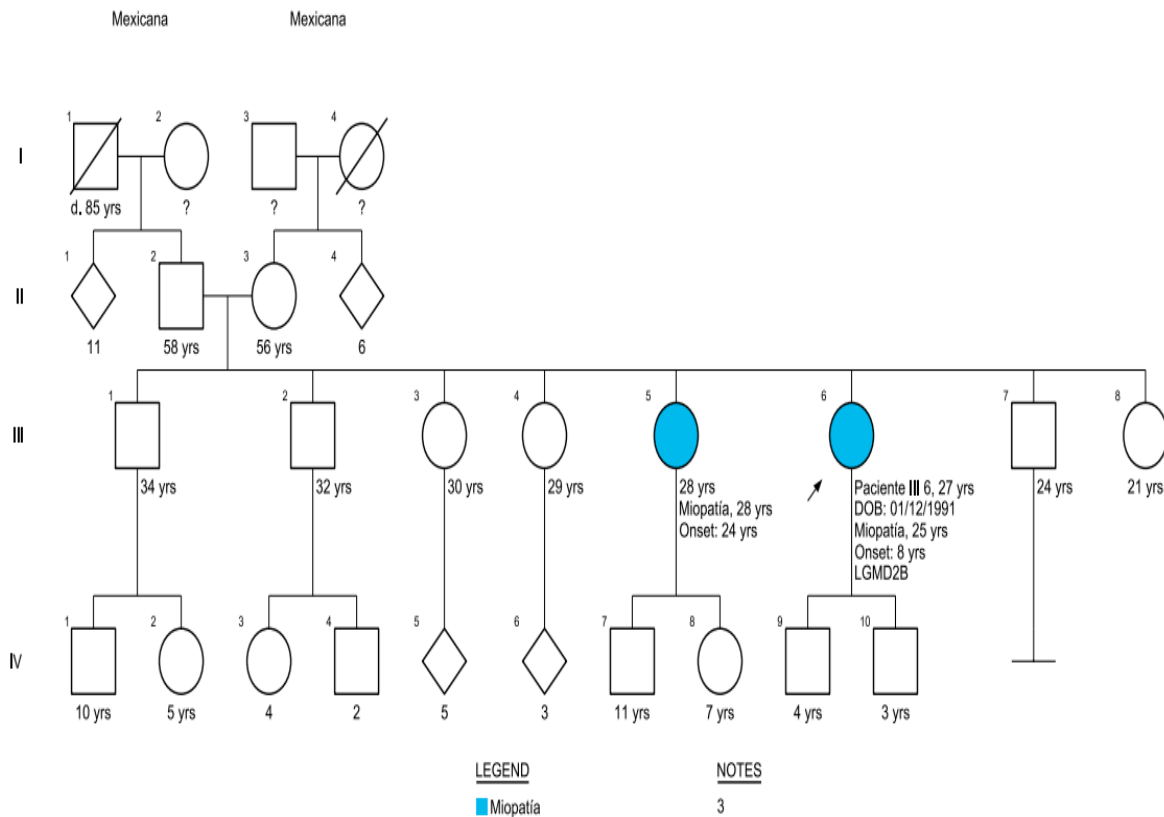 Mexicana Mexicana
1 2 3 4
I
d. 85 yrs ? ? ?
1 2 3 4
II
11 58 yrs 56 yrs 6
1 2 3 4 5 6 7 8
III
34 yrs 32 yrs 30 yrs 29 yrs 28 yrs Paciente III 6, 27 yrs 24 yrs 21 yrs
Miopatía, 28 yrs DOB: 01/12/1991
Onset: 24 yrs Miopatía, 25 yrs
Onset: 8 yrs
LGMD2B
1 2 3 4 5 6 7 8 9 10
IV
10 yrs 5 yrs 4 2 5 3 11 yrs 7 yrs 4 yrs 3 yrs
LEGEND NOTES
Miopatía 3